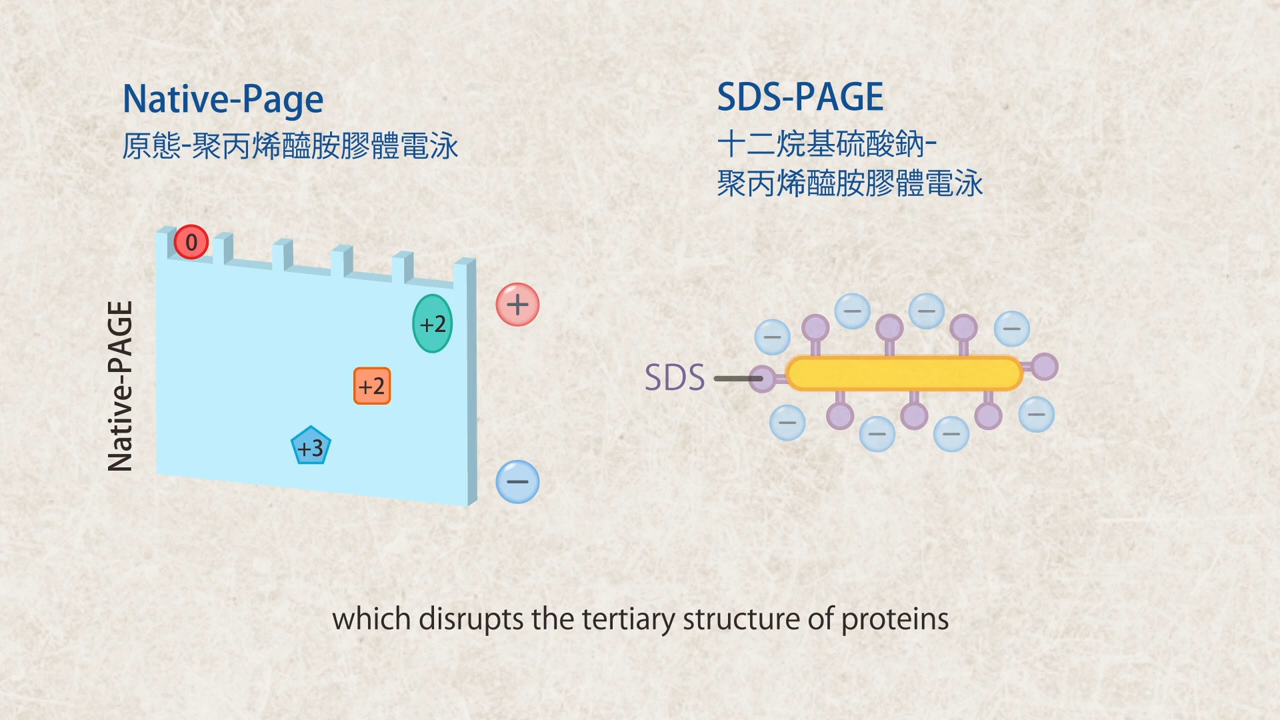 Native-Page
原態-聚丙烯醯胺膠體電泳
SDS-PAGE
十二烷基硫酸鈉-
聚丙烯醯胺膠體電泳
Native-PAGE
0
+2
+2
+3
+
−
SDS
−
−
−
−
−
−
−
−
which disrupts the tertiary structure of proteins